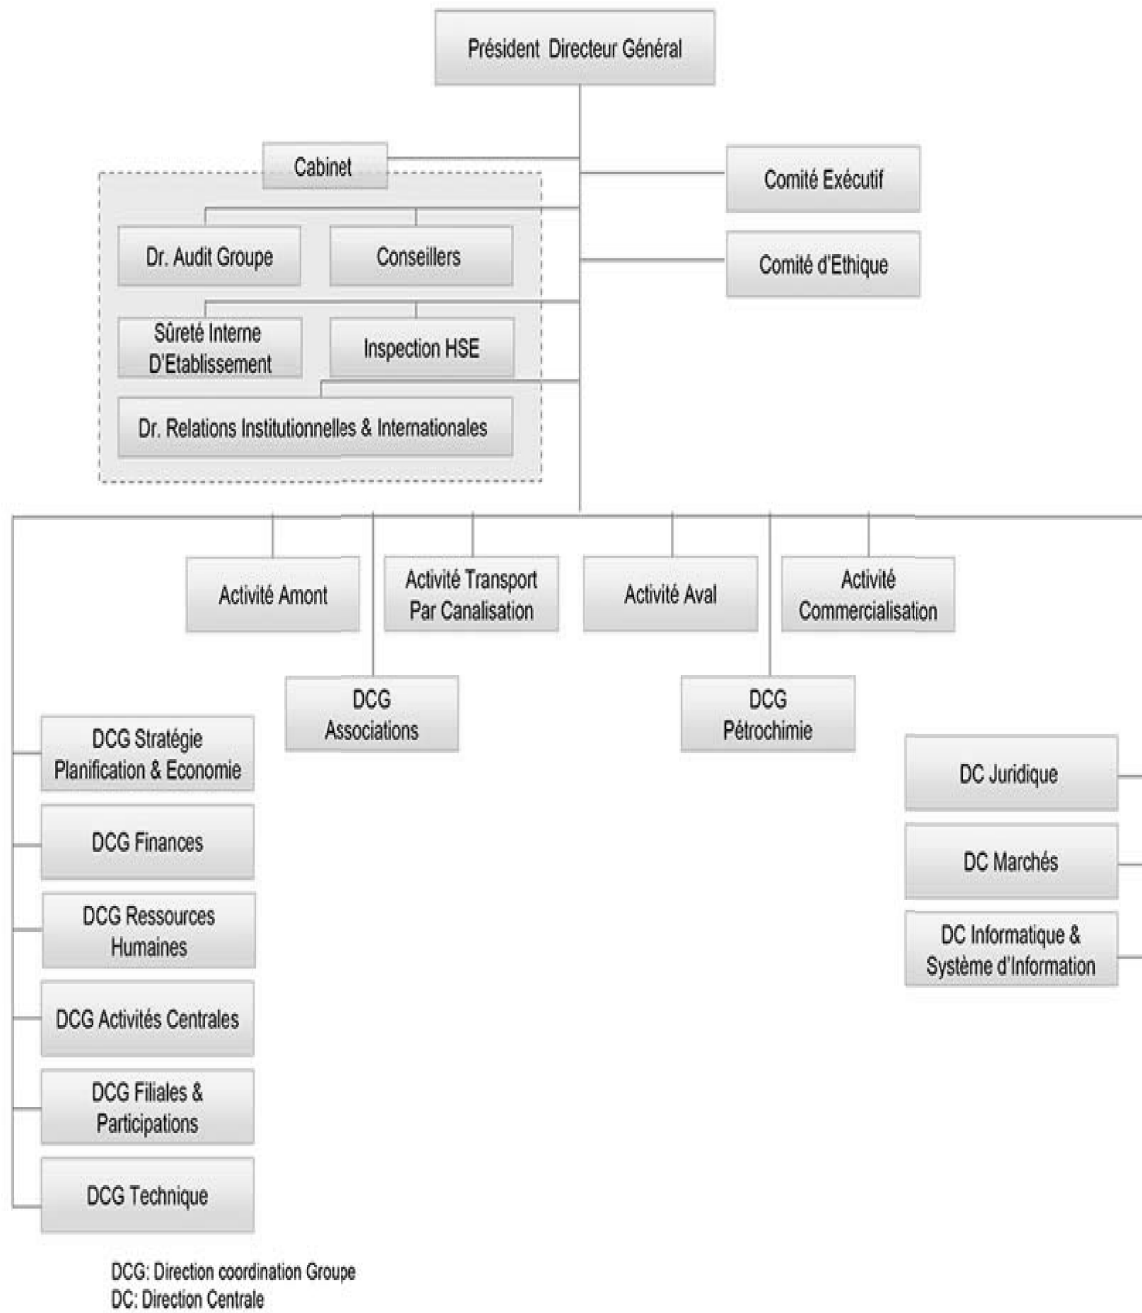 Président Directeur Général
Cabinet
Comité Exécutif
Dr. Audit Groupe
Conseillers
Comité d'Ethique
Sûreté Interne
D'Etablissement
Inspection HSE
Dr. Relations Institutionnelles & Internationales
Activité Amont
Activité Transport
Par Canalisation
Activité Aval
Activité
Commercialisation
DCG
Associations
DCG
Pétrochimie
DCG Stratégie
Planification & Economie
DCG Finances
DCG Ressources
Humaines
DCG Activités Centrales
DCG Filiales &
Participations
DCG Technique
DC Juridique
DC Marchés
DC Informatique &
Système d'Information
DCG: Direction coordination Groupe
DC: Direction Centrale